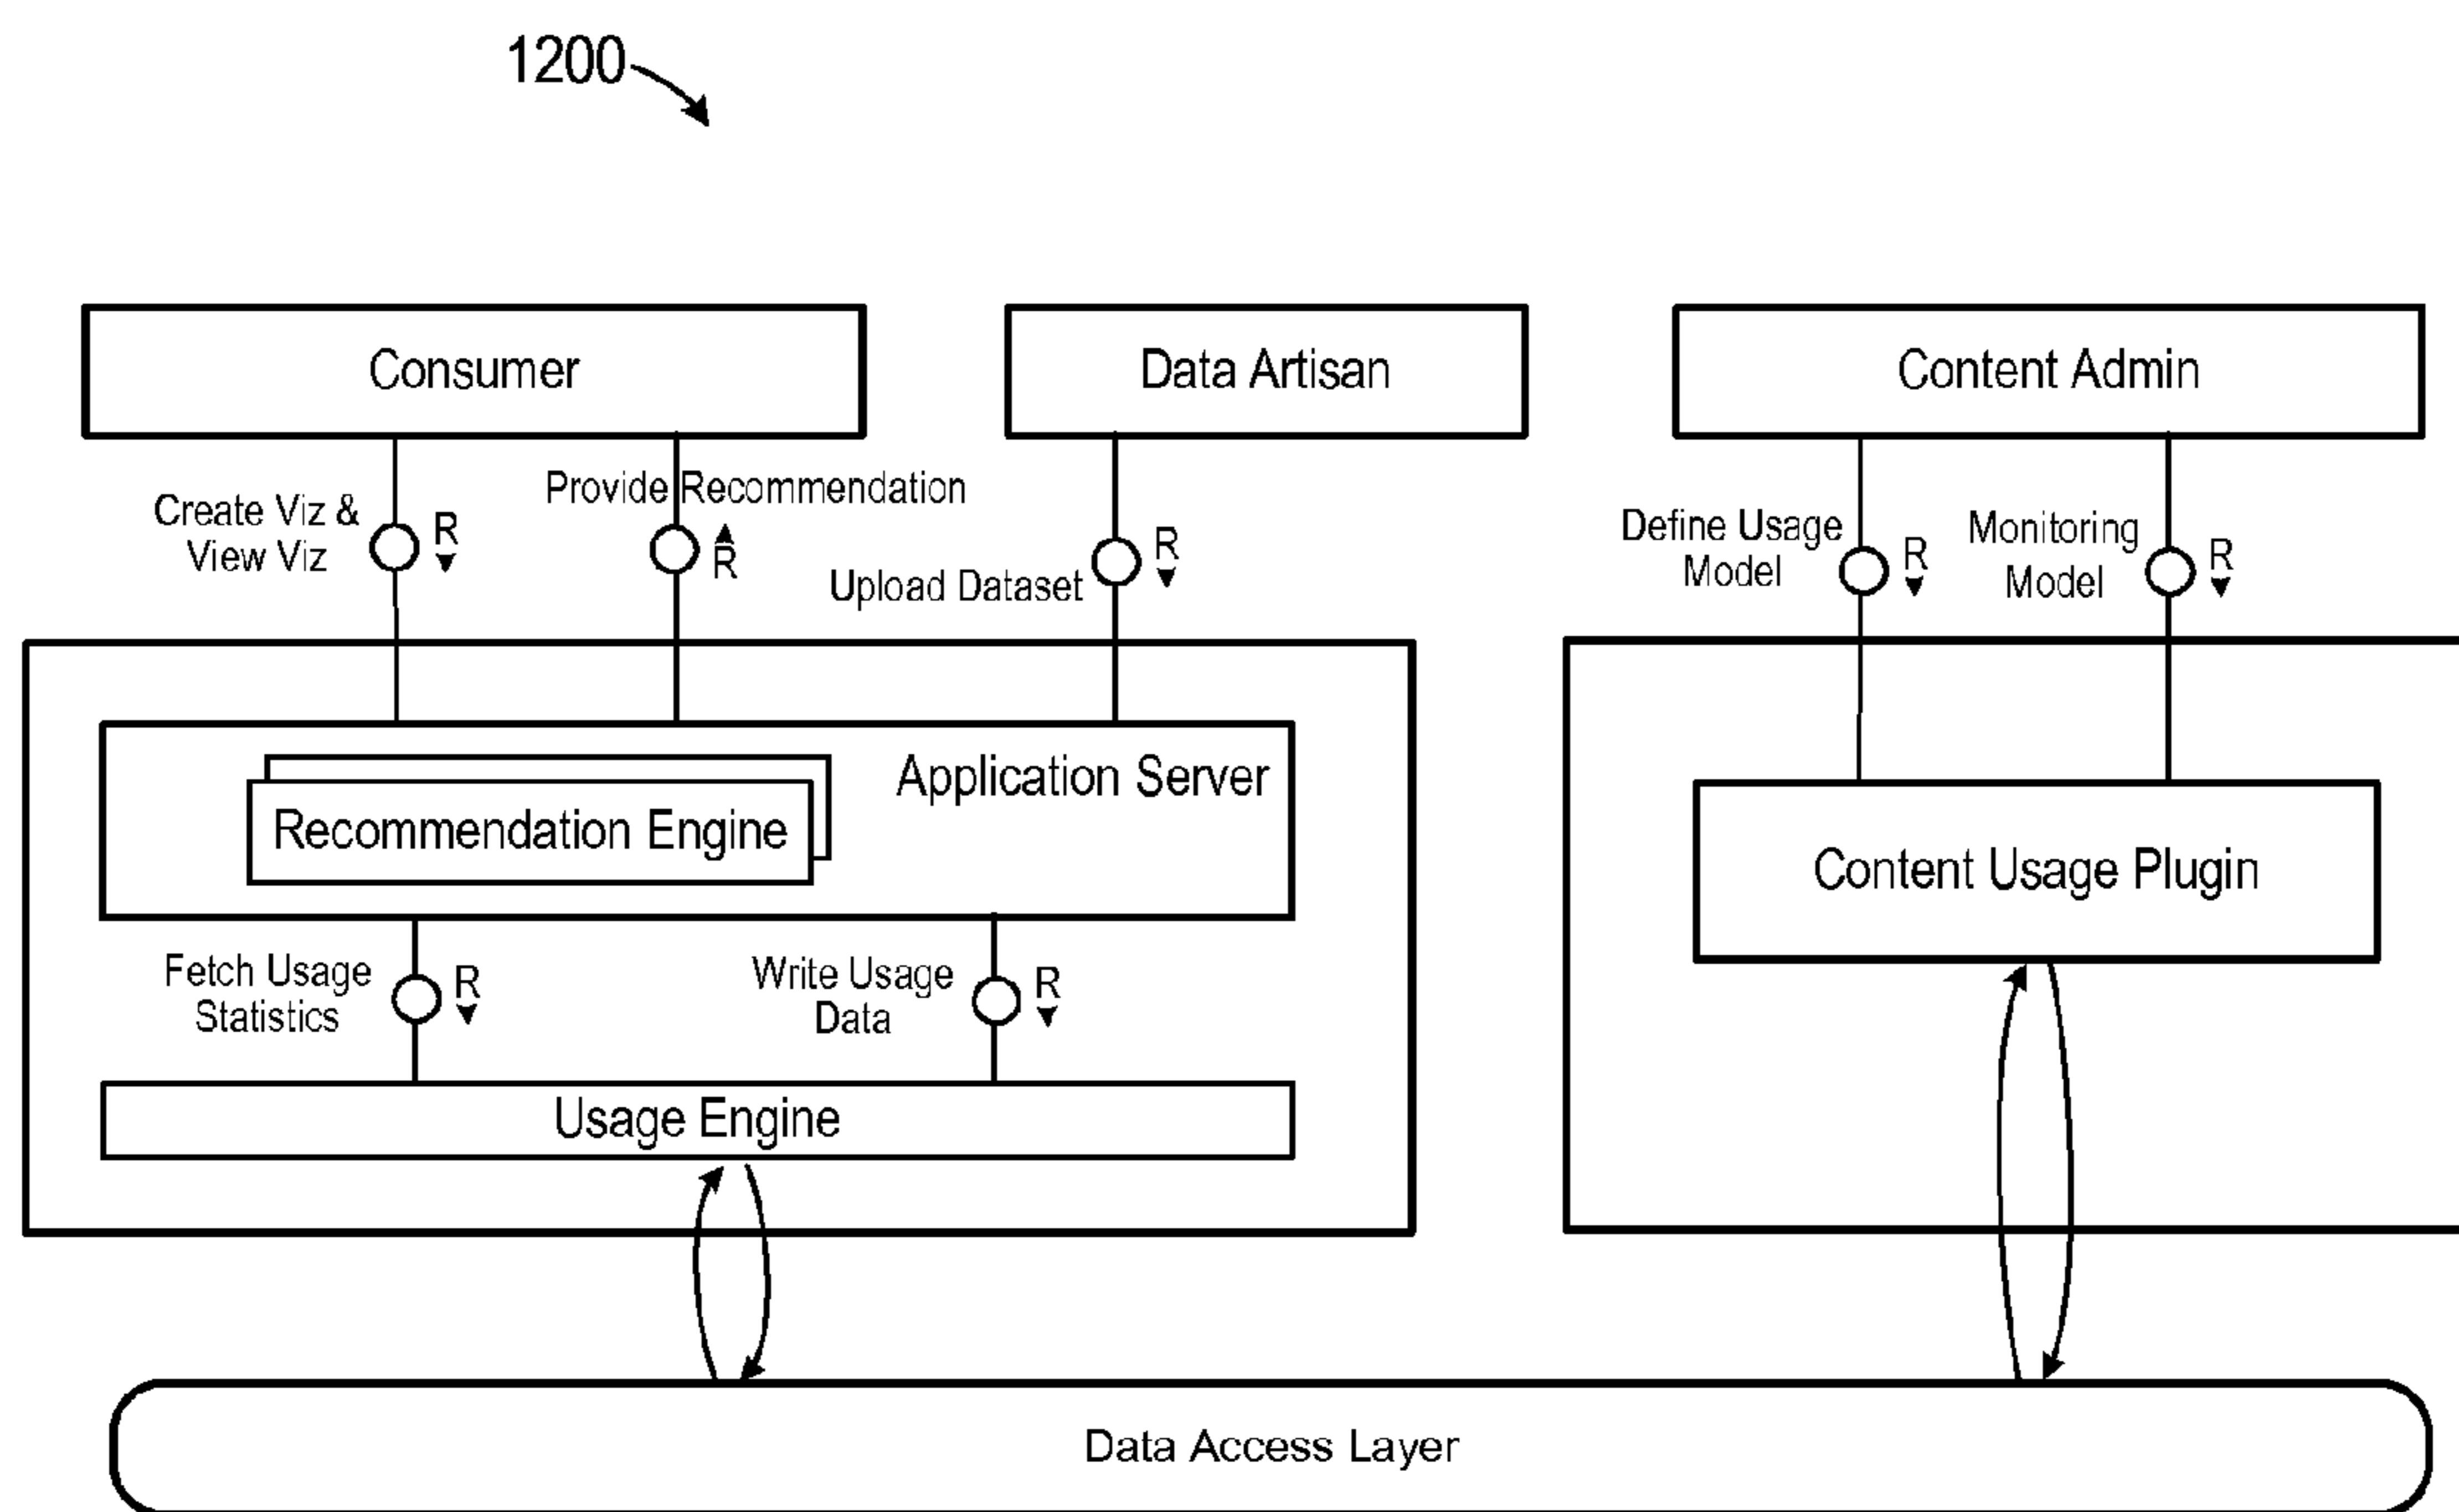 1200
Consumer
Data Artisan
Content Admin
Create Viz &
View Viz
R
Provide Recommendation
R
Upload Dataset
R
Define Usage
Model
R
Monitoring
Model
R
Application Server
Recommendation Engine
Content Usage Plugin
Fetch Usage
Statistics
R
Write Usage
Data
R
Usage Engine
Data Access Layer